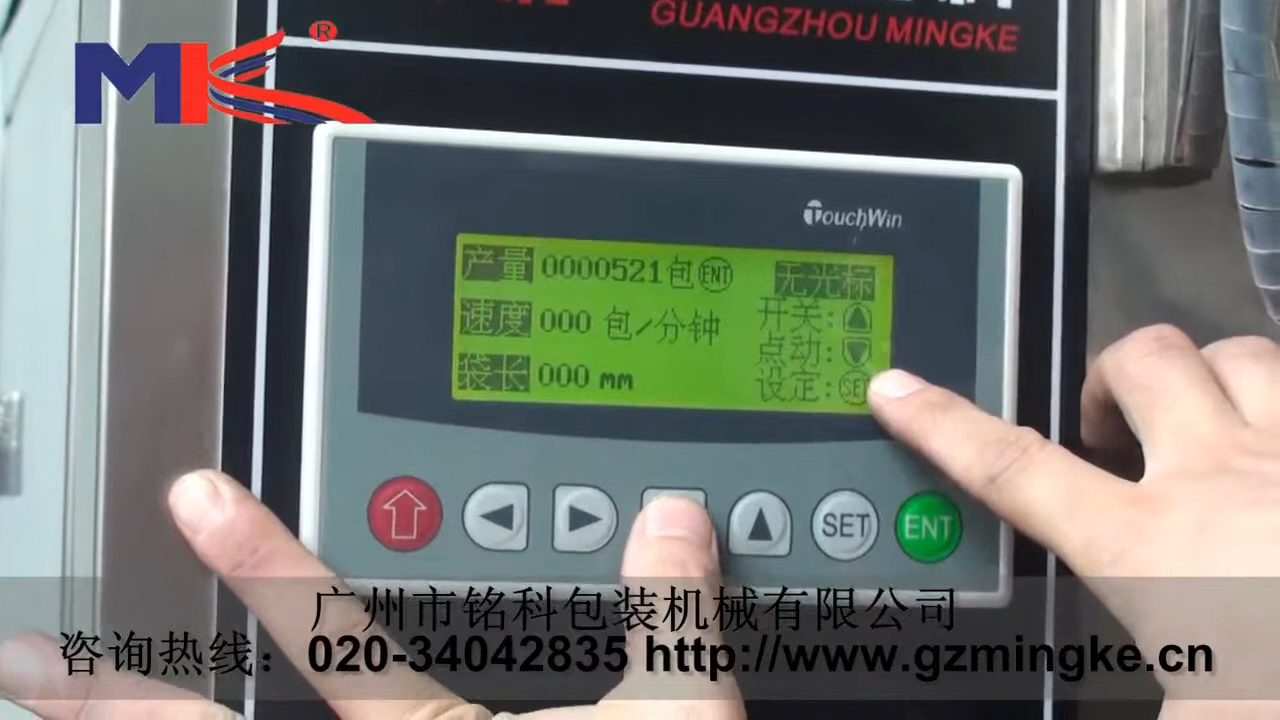 GUANGZHOU MINGKE
MK®
TouchWin
产量 0000521包 ENT 无光标
速度 000 包/分钟 开关:▲
点动:▼
袋长 000 mm 设定:SET
SET ENT
广州市铭科包装机械有限公司
咨询热线:020-34042835 http://www.gzmingke.cn